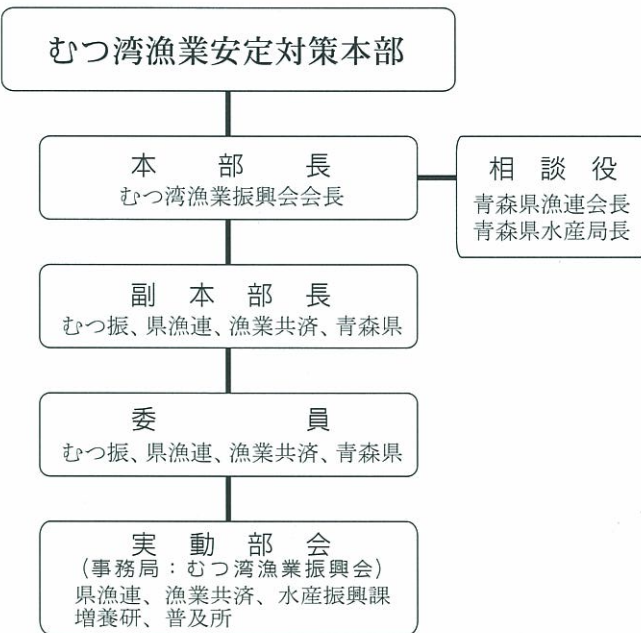 むつ湾漁業安定対策本部
本部長
むつ湾漁業振興会会長
相談役
青森県漁連会長
青森県水産局長
副本部長
むつ振、県漁連、漁業共済、青森県
委員
むつ振、県漁連、漁業共済、青森県
実動部会
(事務局：むつ湾漁業振興会)
県漁連、漁業共済、水産振興課
増養研、普及所